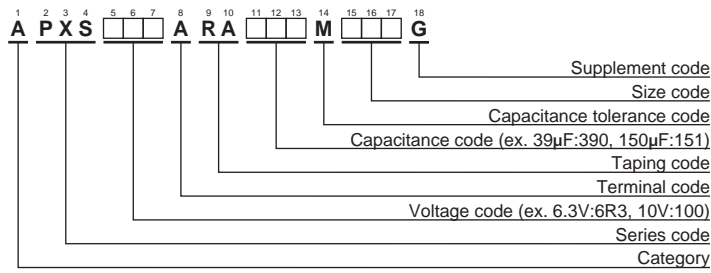 1 2 3 4 5 6 7 8 9 10 11 12 13 14 15 16 17 18
A PXS A RA M G
Supplement code
Size code
Capacitance tolerance code
Capacitance code (ex. 39µF:390, 150µF:151)
Taping code
Terminal code
Voltage code (ex. 6.3V:6R3, 10V:100)
Series code
Category